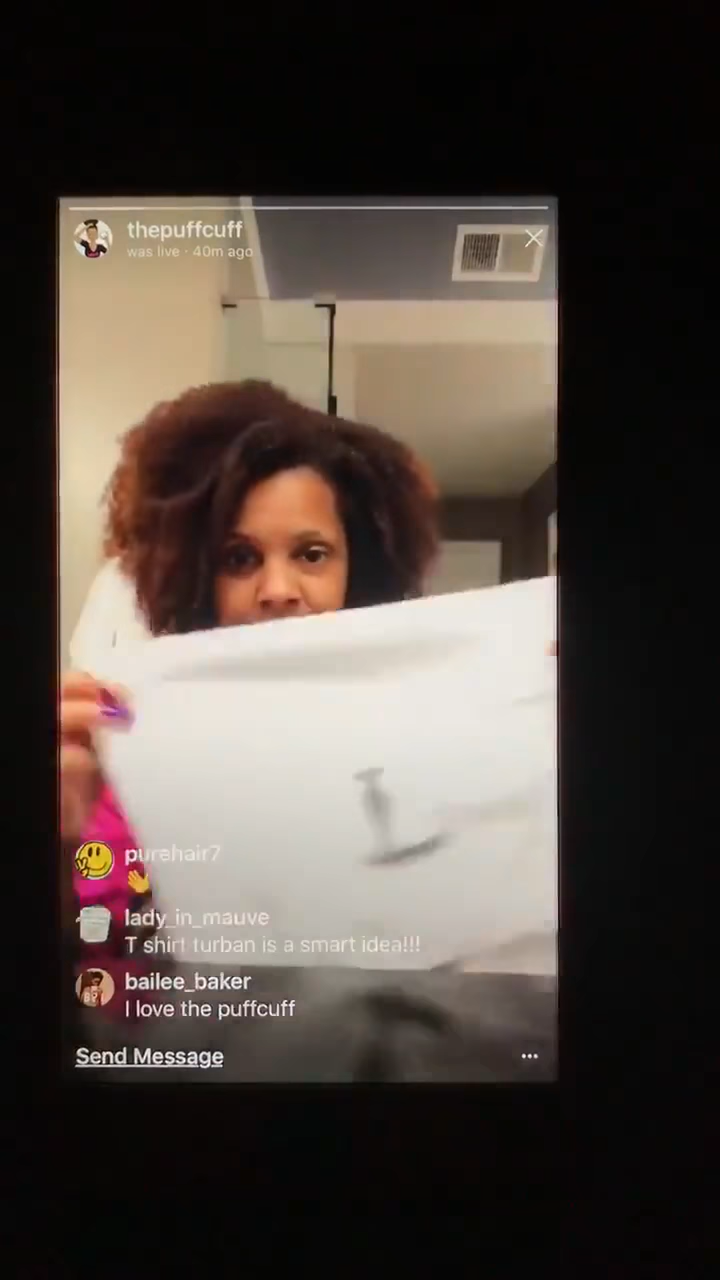 thepuffcuff
was live · 40m ago
purehair7
👋
lady_in_mauve
T shirt turban is a smart idea!!!
bailee_baker
I love the puffcuff
Send Message